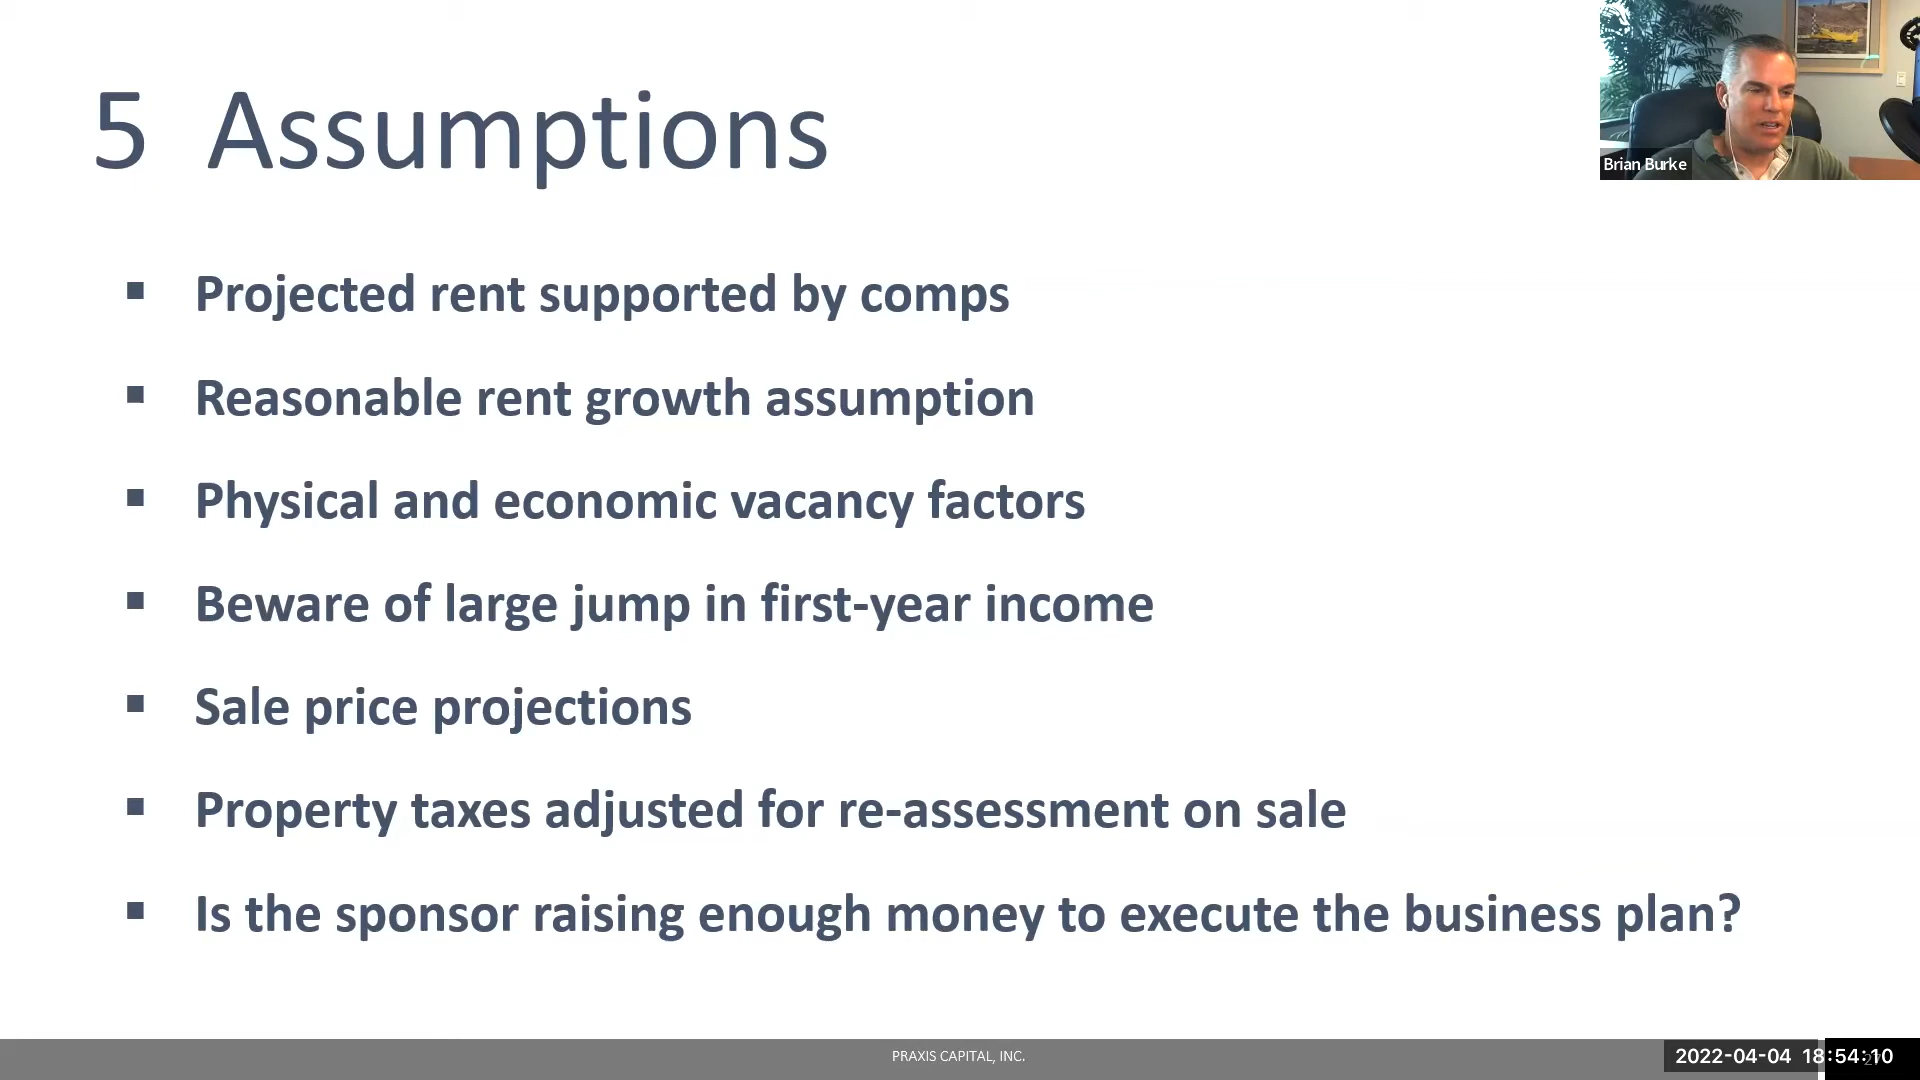 5 Assumptions
Brian Burke
▪ Projected rent supported by comps
▪ Reasonable rent growth assumption
▪ Physical and economic vacancy factors
▪ Beware of large jump in first-year income
▪ Sale price projections
▪ Property taxes adjusted for re-assessment on sale
▪ Is the sponsor raising enough money to execute the business plan?
PRAXIS CAPITAL, INC.
2022-04-04 18:54:10